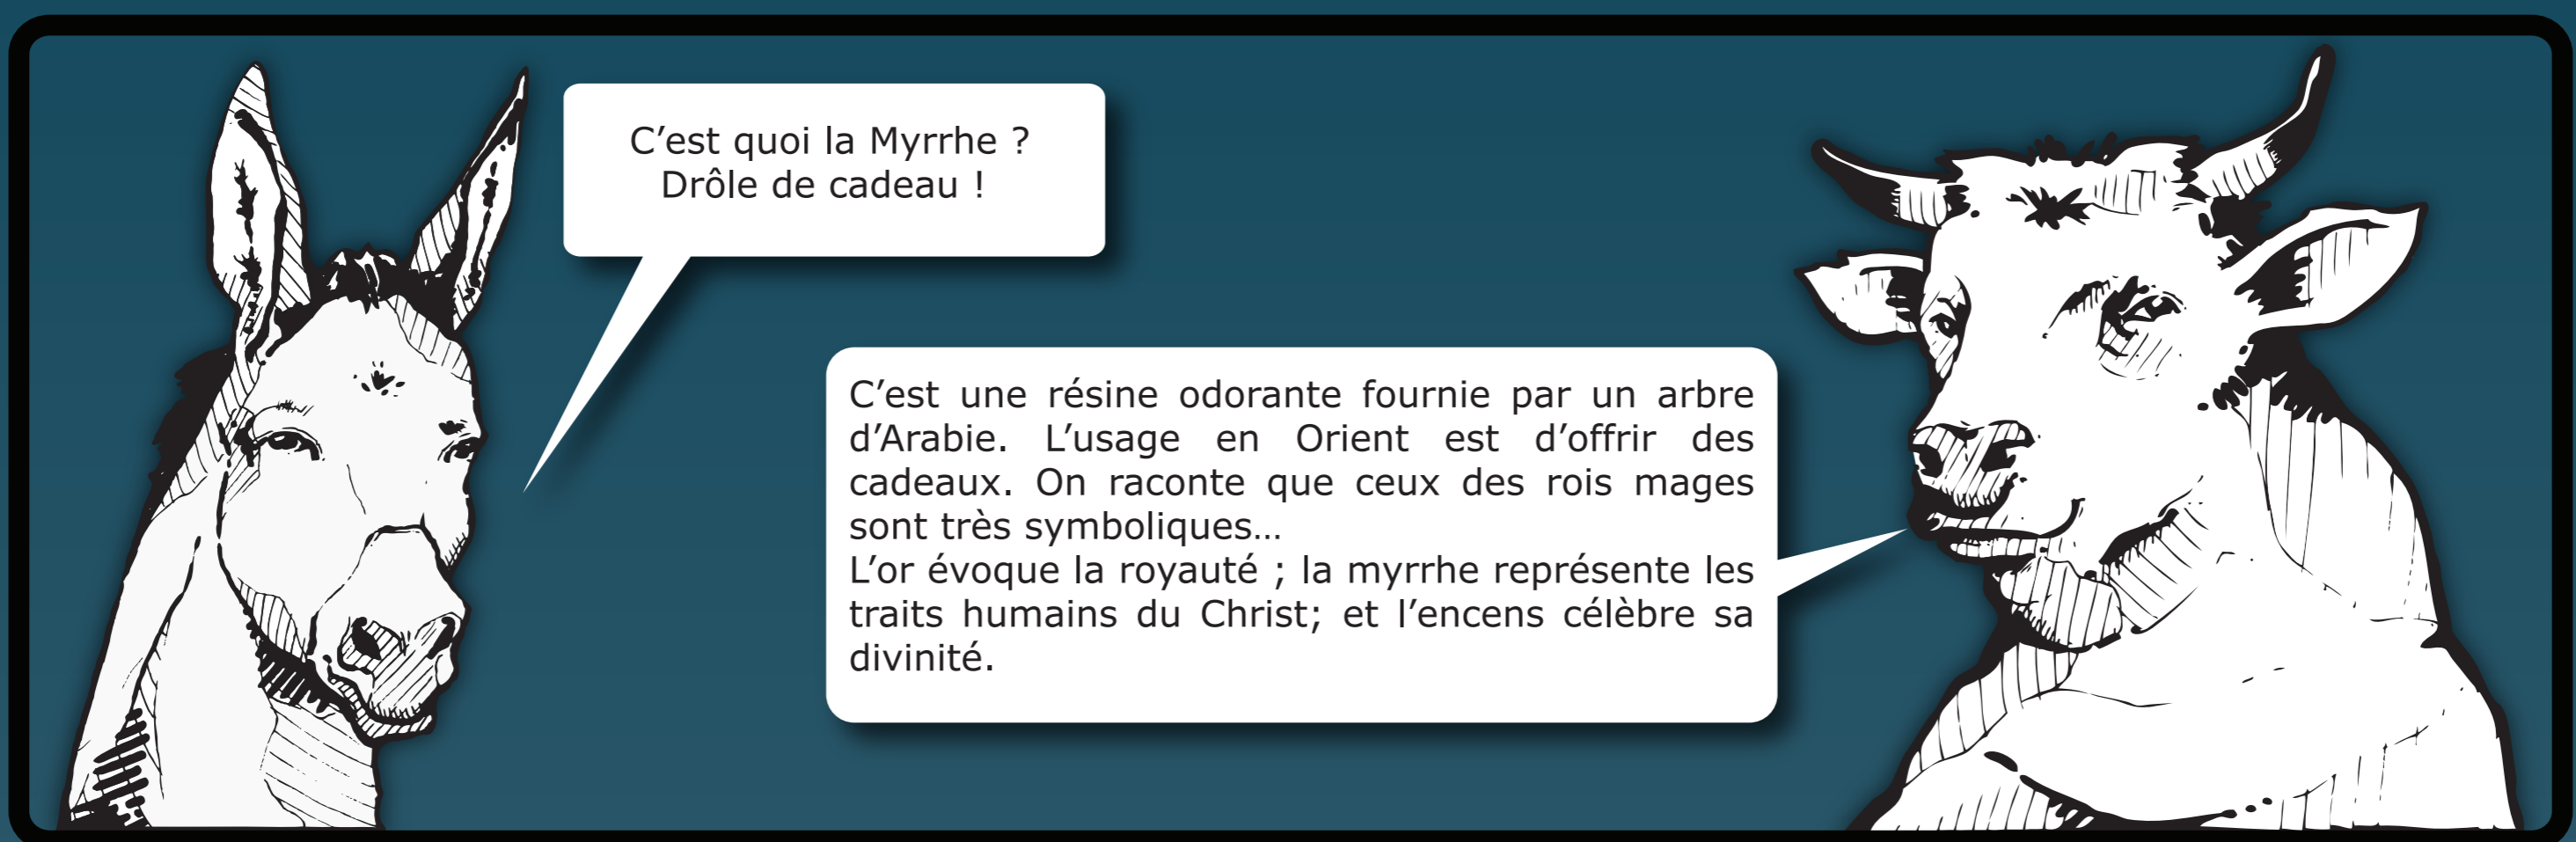 C’est quoi la Myrrhe ?
Drôle de cadeau !
C’est une résine odorante fournie par un arbre
d’Arabie. L’usage en Orient est d’offrir des
cadeaux. On raconte que ceux des rois mages
sont très symboliques…
L’or évoque la royauté ; la myrrhe représente les
traits humains du Christ; et l’encens célèbre sa
divinité.